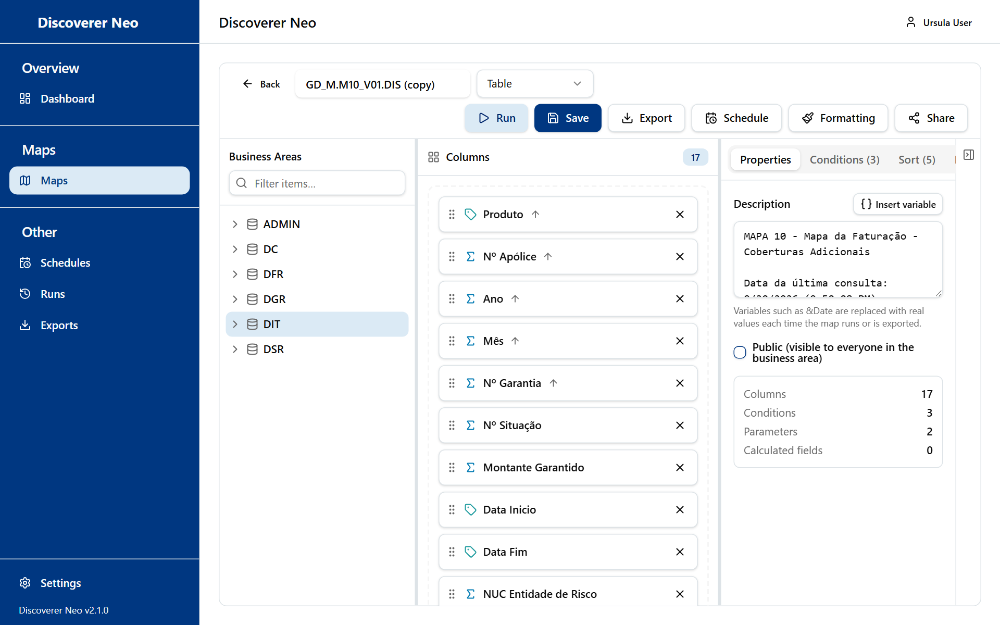 Discoverer Neo
Overview
Dashboard
Maps
Maps
Other
Schedules
Runs
Exports
Settings
Discoverer Neo v2.1.0
Discoverer Neo
Ursula User
Back
GD_M.M10_V01.DIS (copy)
Table
Run
Save
Export
Schedule
Formatting
Share
Business Areas
Filter items...
ADMIN
DC
DFR
DGR
DIT
DSR
Columns
17
Produto
Nº Apólice
Ano
Mês
Nº Garantia
Nº Situação
Montante Garantido
Data Inicio
Data Fim
NUC Entidade de Risco
Properties
Conditions (3)
Sort (5)
Description
{} Insert variable
MAPA 10 - Mapa da Faturação -
Coberturas Adicionais
Data da última consulta:
Variables such as &Date are replaced with real
values each time the map runs or is exported.
Public (visible to everyone in the
business area)
Columns 17
Conditions 3
Parameters 2
Calculated fields 0